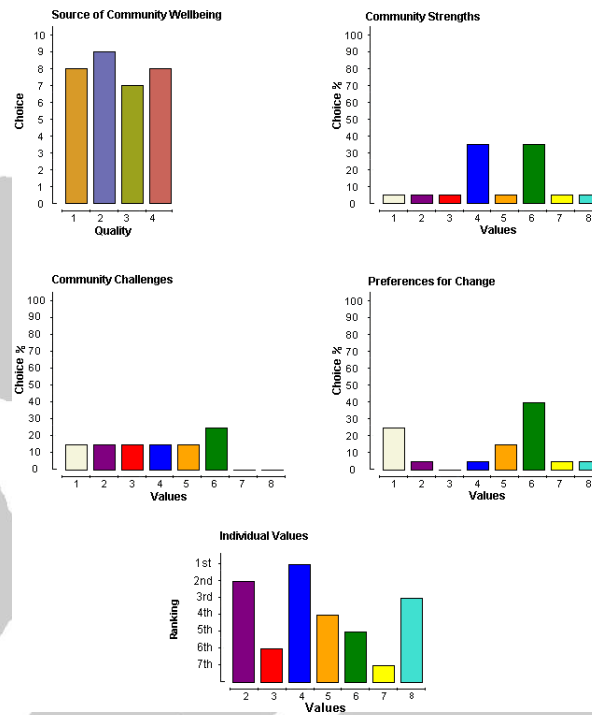 Source of Community Wellbeing
10
9
8
7
6
5
4
3
2
1
0
Choice
1 2 3 4
Quality
Community Strengths
100
90
80
70
60
50
40
30
20
10
0
Choice %
1 2 3 4 5 6 7 8
Values
Community Challenges
100
90
80
70
60
50
40
30
20
10
0
Choice %
1 2 3 4 5 6 7 8
Values
Preferences for Change
100
90
80
70
60
50
40
30
20
10
0
Choice %
1 2 3 4 5 6 7 8
Values
Individual Values
1st
2nd
3rd
4th
5th
6th
7th
Ranking
2 3 4 5 6 7 8
Values